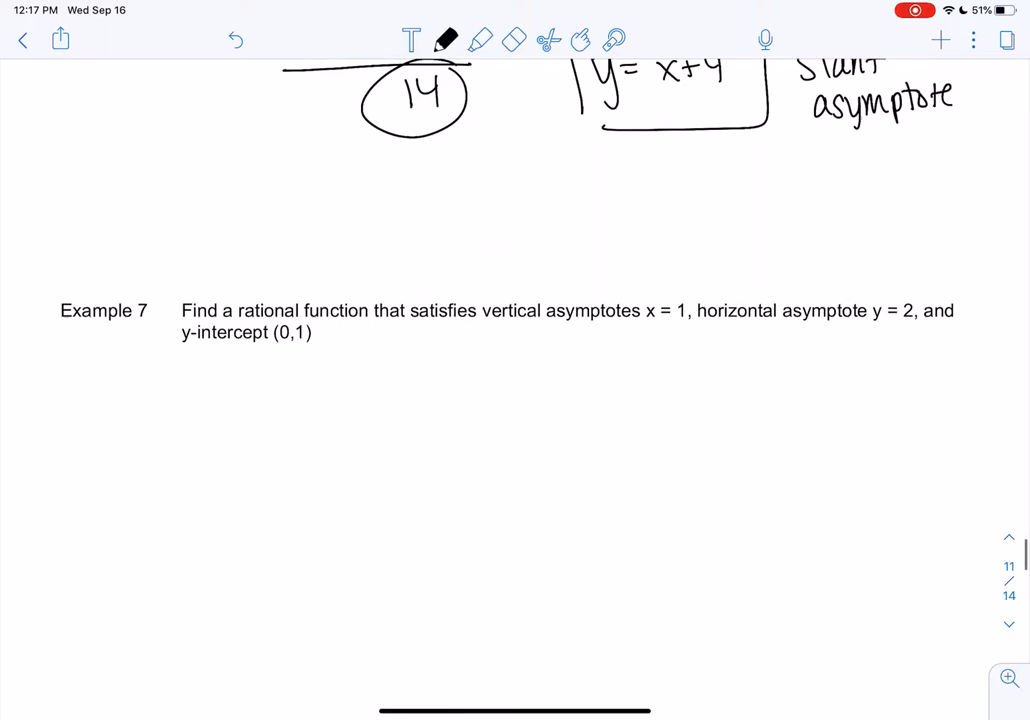 12:17 PM Wed Sep 16
51%
T
14
y = x+4
slant
asymptote
Example 7 Find a rational function that satisfies vertical asymptotes x = 1, horizontal asymptote y = 2, and
y-intercept (0,1)
11
/
14